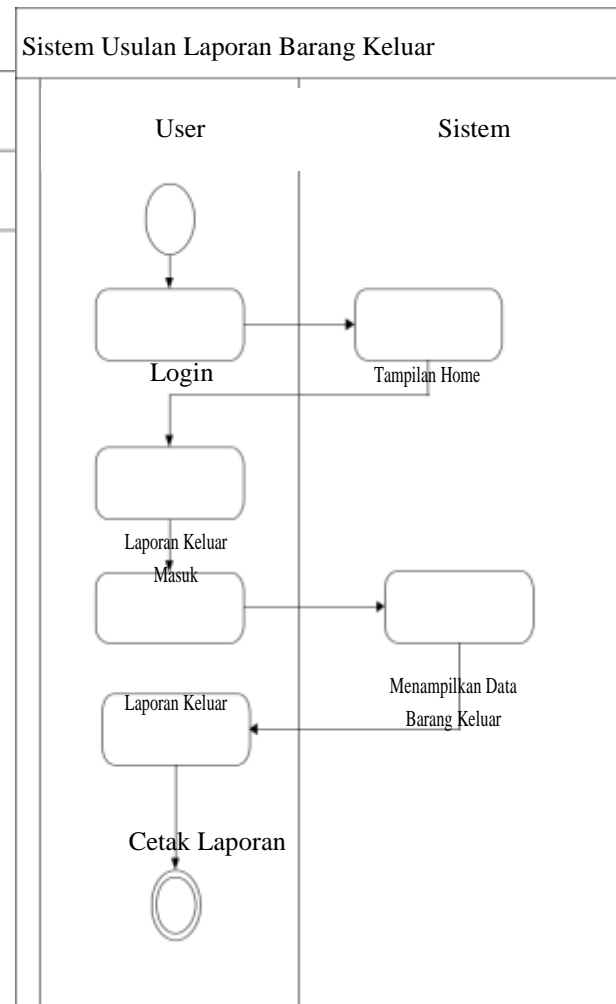 Sistem Usulan Laporan Barang Keluar
User
Sistem
Login
Tampilan Home
Laporan Keluar
Masuk
Menampilkan Data
Barang Keluar
Laporan Keluar
Cetak Laporan